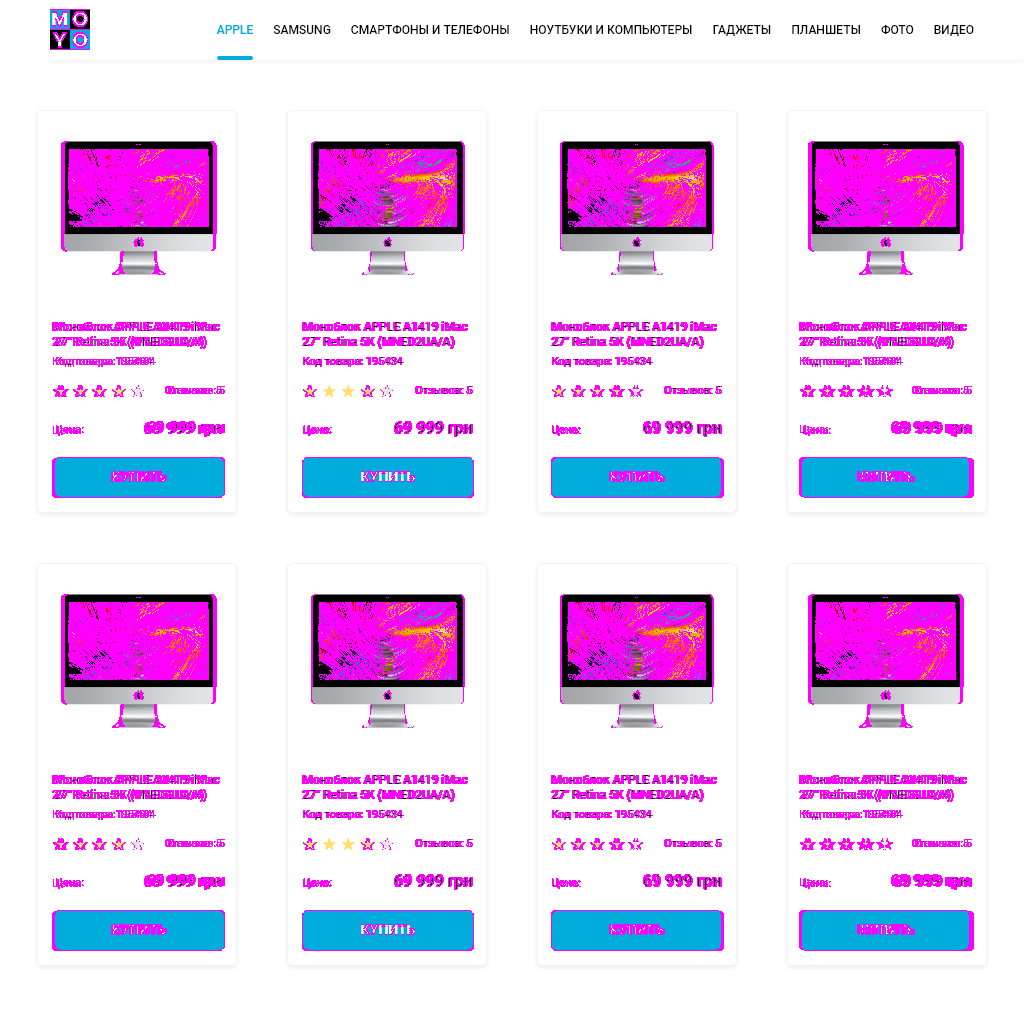 MO
YO
APPLE SAMSUNG СМАРТФОНЫ И ТЕЛЕФОНЫ НОУТБУКИ И КОМПЬЮТЕРЫ ГАДЖЕТЫ ПЛАНШЕТЫ ФОТО ВИДЕО
Моноблок APPLE A1419 iMac
27" Retina 5K (MNED2UA/A)
Код товара: 195434
Отзывов: 5
Цена: 69 999 грн
КУПИТЬ
Моноблок APPLE A1419 iMac
27" Retina 5K (MNED2UA/A)
Код товара: 195434
Отзывов: 5
Цена: 69 999 грн
КУПИТЬ
Моноблок APPLE A1419 iMac
27" Retina 5K (MNED2UA/A)
Код товара: 195434
Отзывов: 5
Цена: 69 999 грн
КУПИТЬ
Моноблок APPLE A1419 iMac
27" Retina 5K (MNED2UA/A)
Код товара: 195434
Отзывов: 5
Цена: 69 999 грн
КУПИТЬ
Моноблок APPLE A1419 iMac
27" Retina 5K (MNED2UA/A)
Код товара: 195434
Отзывов: 5
Цена: 69 999 грн
КУПИТЬ
Моноблок APPLE A1419 iMac
27" Retina 5K (MNED2UA/A)
Код товара: 195434
Отзывов: 5
Цена: 69 999 грн
КУПИТЬ
Моноблок APPLE A1419 iMac
27" Retina 5K (MNED2UA/A)
Код товара: 195434
Отзывов: 5
Цена: 69 999 грн
КУПИТЬ
Моноблок APPLE A1419 iMac
27" Retina 5K (MNED2UA/A)
Код товара: 195434
Отзывов: 5
Цена: 69 999 грн
КУПИТЬ